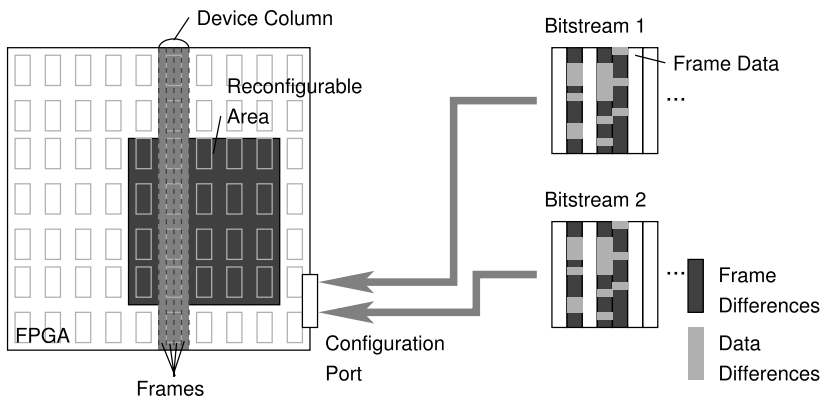 Device Column
Reconfigurable
Area
FPGA
Frames
Configuration
Port
Bitstream 1
Frame Data
...
Bitstream 2
...
Frame
Differences
Data
Differences